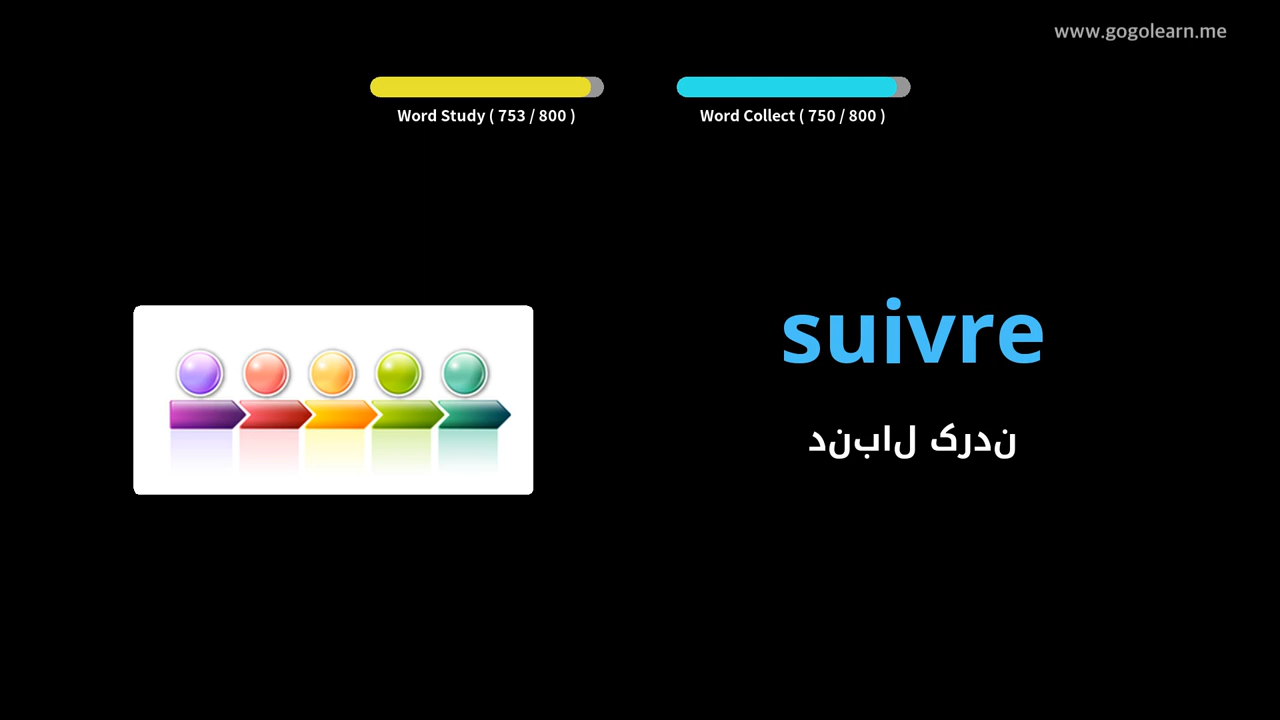 www.gogolearn.me
Word Study ( 753 / 800 )
Word Collect ( 750 / 800 )
suivre
دنبال کردن